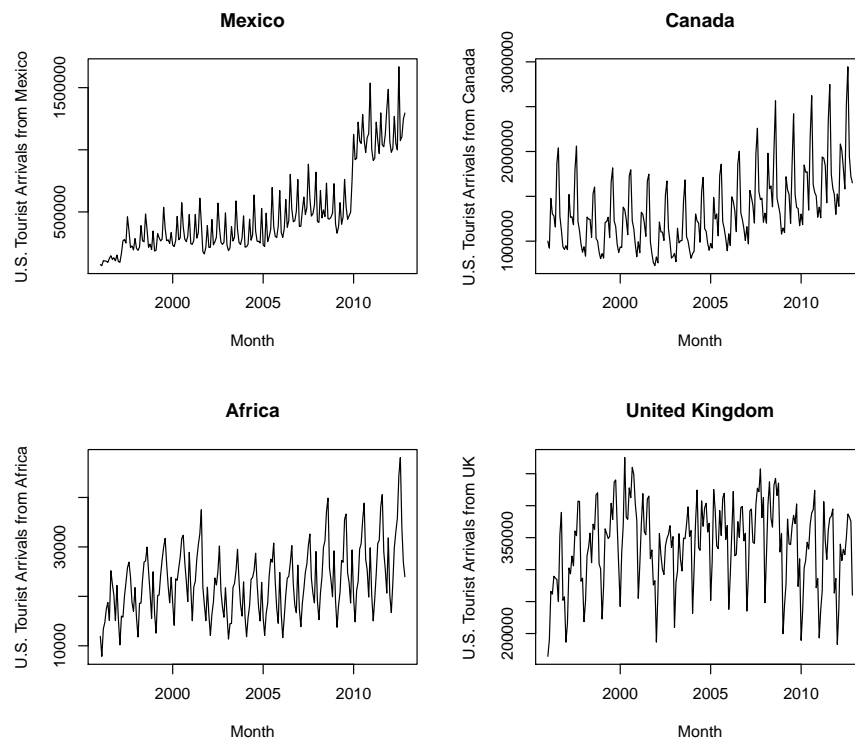 Mexico
U.S. Tourist Arrivals from Mexico
500000
1500000
2000 2005 2010
Month
Canada
U.S. Tourist Arrivals from Canada
1000000
2000000
3000000
2000 2005 2010
Month
Africa
U.S. Tourist Arrivals from Africa
10000
30000
2000 2005 2010
Month
United Kingdom
U.S. Tourist Arrivals from UK
200000
350000
2000 2005 2010
Month